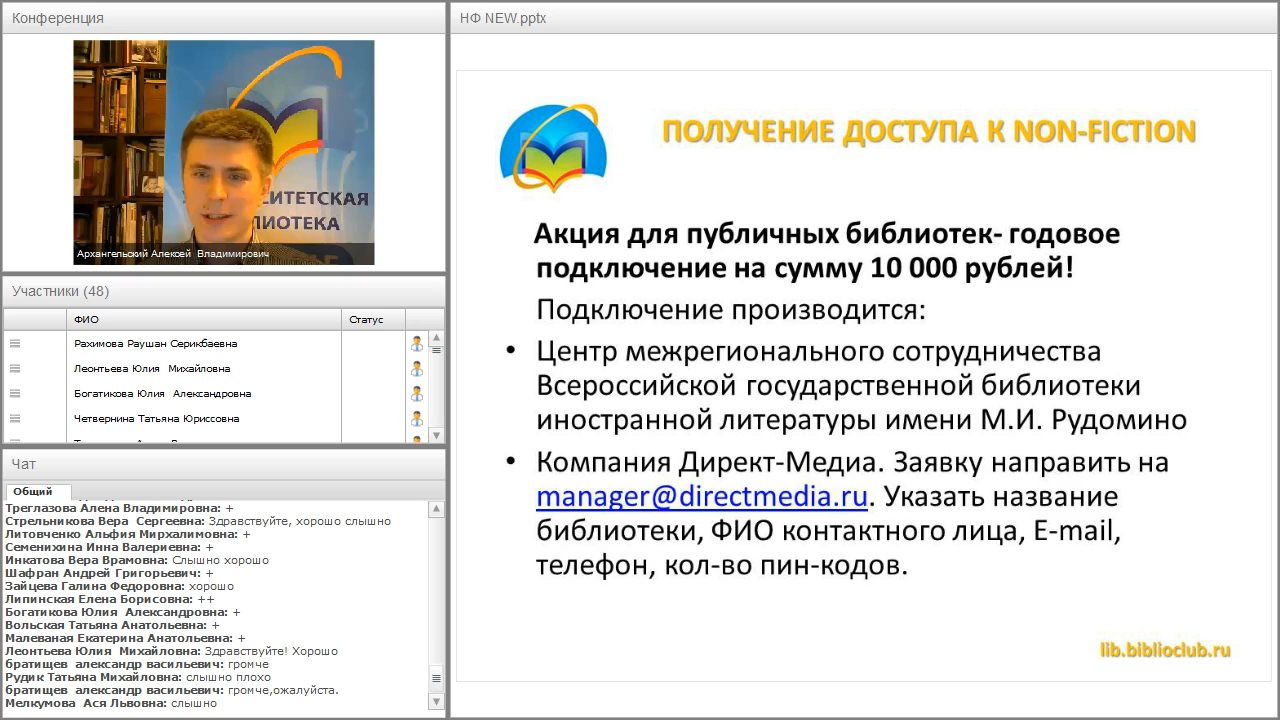 Конференция
СИТЕТСКАЯ
ЛИОТЕКА
Архангельский Алексей Владимирович
Участники (48)
ФИО Статус
Рахимова Раушан Серикбаевна
Леонтьева Юлия Михайловна
Богатикова Юлия Александровна
Четвернина Татьяна Юриссовна
Чат
Общий
Треглазова Алена Владимировна: +
Стрельникова Вера Сергеевна: Здравствуйте, хорошо слышно
Литовченко Альфия Мирхалимовна: +
Семенихина Инна Валериевна: +
Инкатова Вера Врамовна: Слышно хорошо
Шафран Андрей Григорьевич: +
Зайцева Галина Федоровна: хорошо
Липинская Елена Борисовна: ++
Богатикова Юлия Александровна: +
Вольская Татьяна Анатольевна: +
Малеваная Екатерина Анатольевна: +
Леонтьева Юлия Михайловна: Здравствуйте! Хорошо
братищев александр васильевич: громче
Рудик Татьяна Михайловна: слышно плохо
братищев александр васильевич: громче,ожалуйста.
Мелкумова Ася Львовна: слышно
НФ NEW.pptx
ПОЛУЧЕНИЕ ДОСТУПА К NON-FICTION
Акция для публичных библиотек- годовое
подключение на сумму 10 000 рублей!
Подключение производится:
• Центр межрегионального сотрудничества
Всероссийской государственной библиотеки
иностранной литературы имени М.И. Рудомино
• Компания Директ-Медиа. Заявку направить на
manager@directmedia.ru. Указать название
библиотеки, ФИО контактного лица, E-mail,
телефон, кол-во пин-кодов.
lib.biblioclub.ru